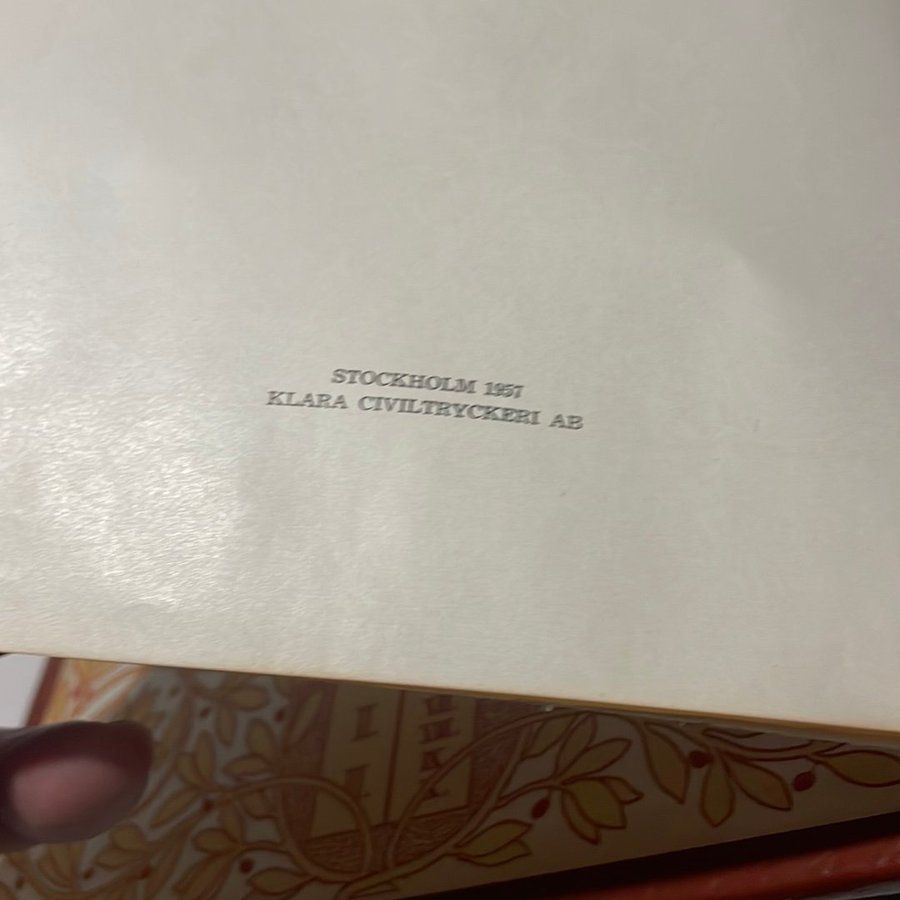 STOCKHOLM 1957
KLARA CIVILTRYCKERI AB